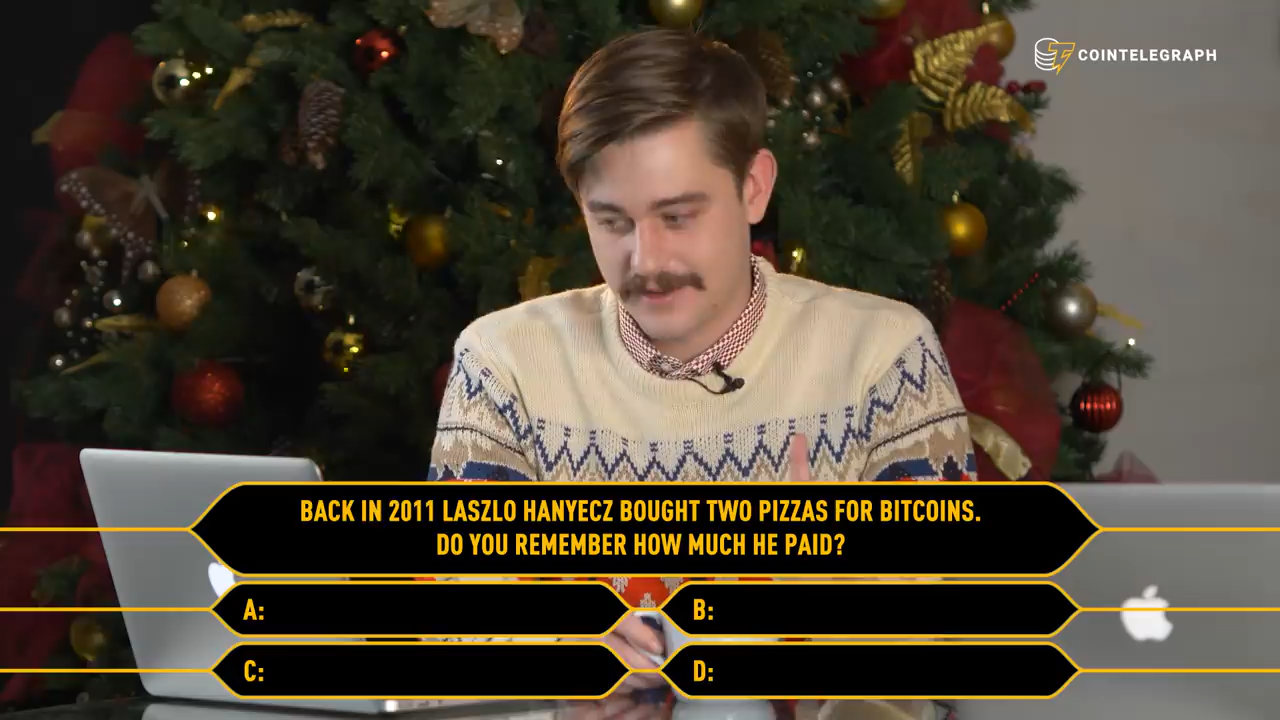 COINTELEGRAPH
BACK IN 2011 LASZLO HANYECZ BOUGHT TWO PIZZAS FOR BITCOINS.
DO YOU REMEMBER HOW MUCH HE PAID?
A:
B:
C:
D: